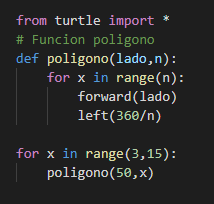 from turtle import *
# Funcion poligono
def poligono(lado,n):
    for x in range(n):
        forward(lado)
        left(360/n)

for x in range(3,15):
    poligono(50,x)